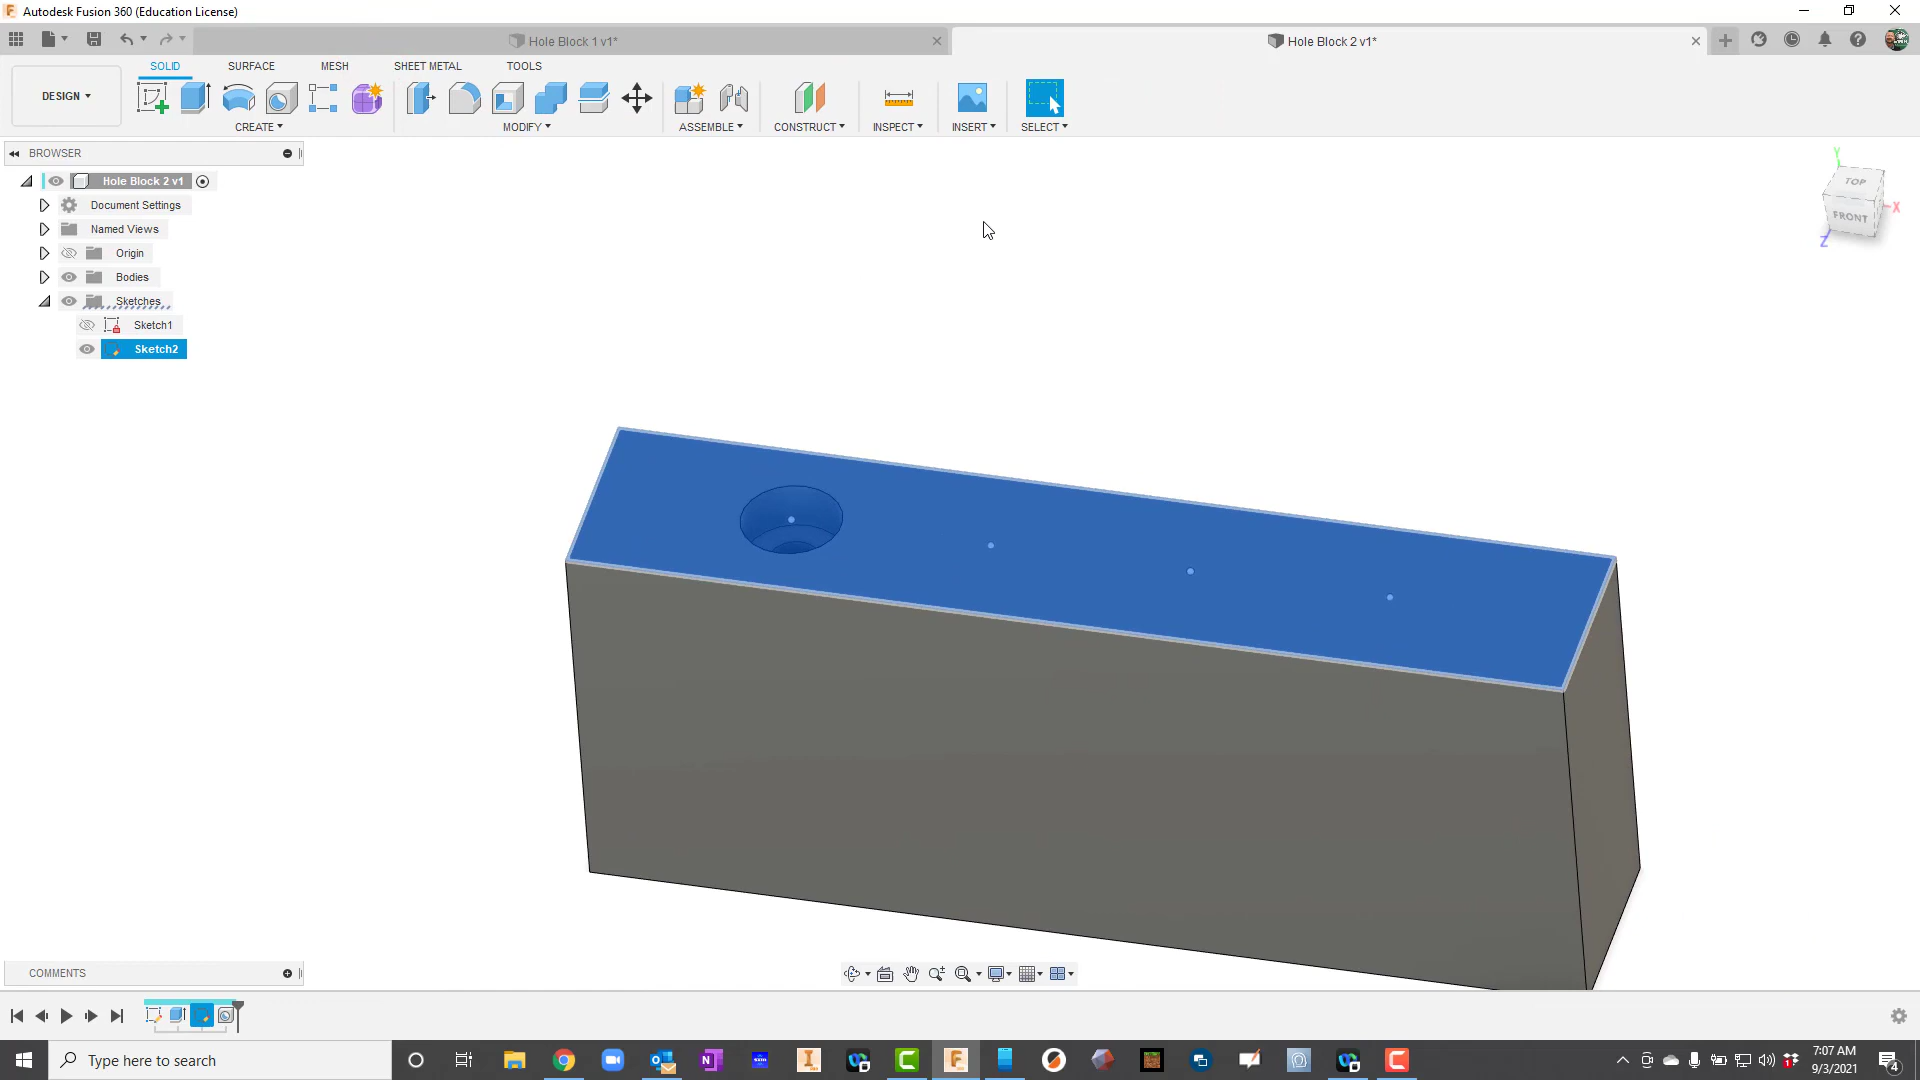 Autodesk Fusion 360 (Education License)
Hole Block 1 v1*
Hole Block 2 v1*
DESIGN
SOLID
SURFACE
MESH
SHEET METAL
TOOLS
CREATE
MODIFY
ASSEMBLE
CONSTRUCT
INSPECT
INSERT
SELECT
BROWSER
Hole Block 2 v1
Document Settings
Named Views
Origin
Bodies
Sketches
Sketch1
Sketch2
Y
TOP
FRONT
X
Z
COMMENTS
Type here to search
7:07 AM
9/3/2021
4